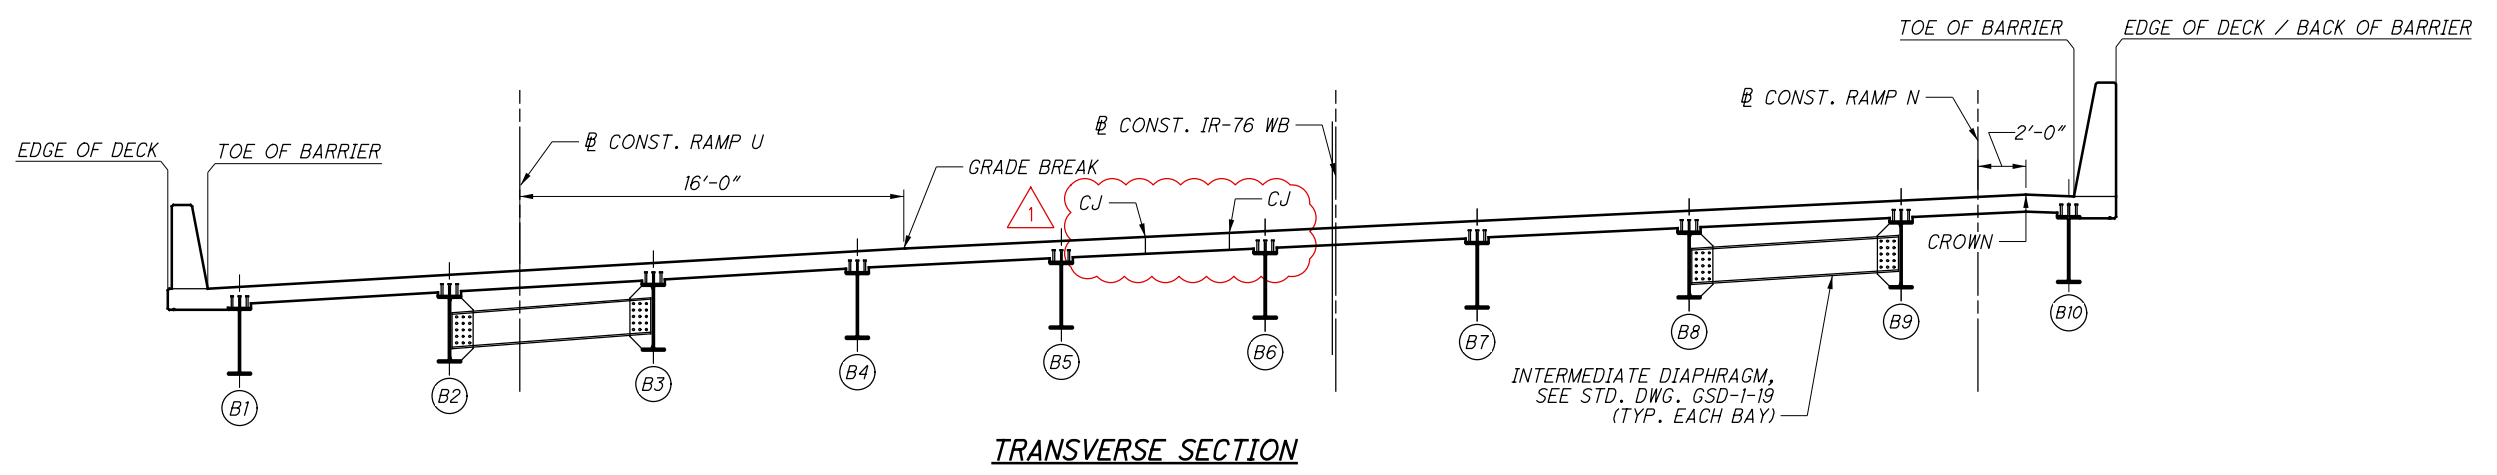 TOE OF BARRIER
EDGE OF DECK / BACK OF BARRIER
℄ CONST. RAMP N
2'-0"
℄ CONST. IR-76 WB
EDGE OF DECK
TOE OF BARRIER
℄ CONST. RAMP U
GRADE BREAK
16'-0"
1
CJ
CJ
CROWN
B1
B2
B3
B4
B5
B6
B7
B8
B9
B10
INTERMEDIATE DIAPHRAGM,
SEE STD. DWG. GSD-1-19
(TYP. EACH BAY)
TRANSVERSE SECTION